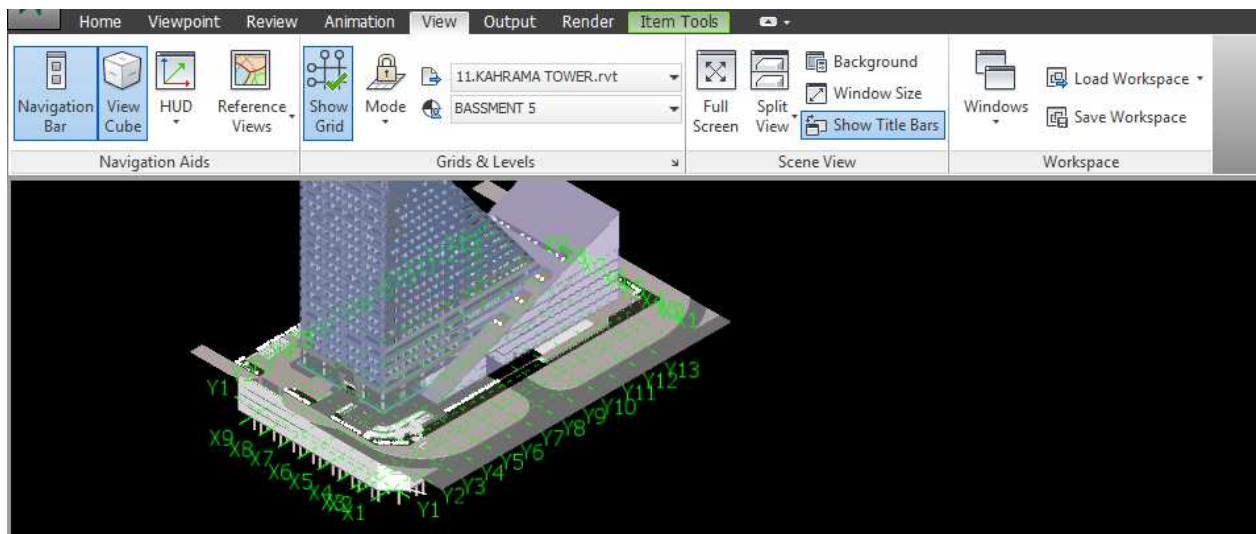 Home Viewpoint Review Animation View Output Render Item Tools
Navigation Bar
View Cube
HUD
Reference Views
Navigation Aids
Show Grid
Mode
11.KAHRAMA TOWER.rvt
BASSMENT 5
Grids & Levels
Full Screen
Split View
Background
Window Size
Show Title Bars
Scene View
Windows
Load Workspace
Save Workspace
Workspace
Y1
X9
X8
X7
X6
X5
X4
X1
Y1
Y2
Y3
Y4
Y5
Y6
Y7
Y8
Y9
Y10
Y11
Y12
Y13